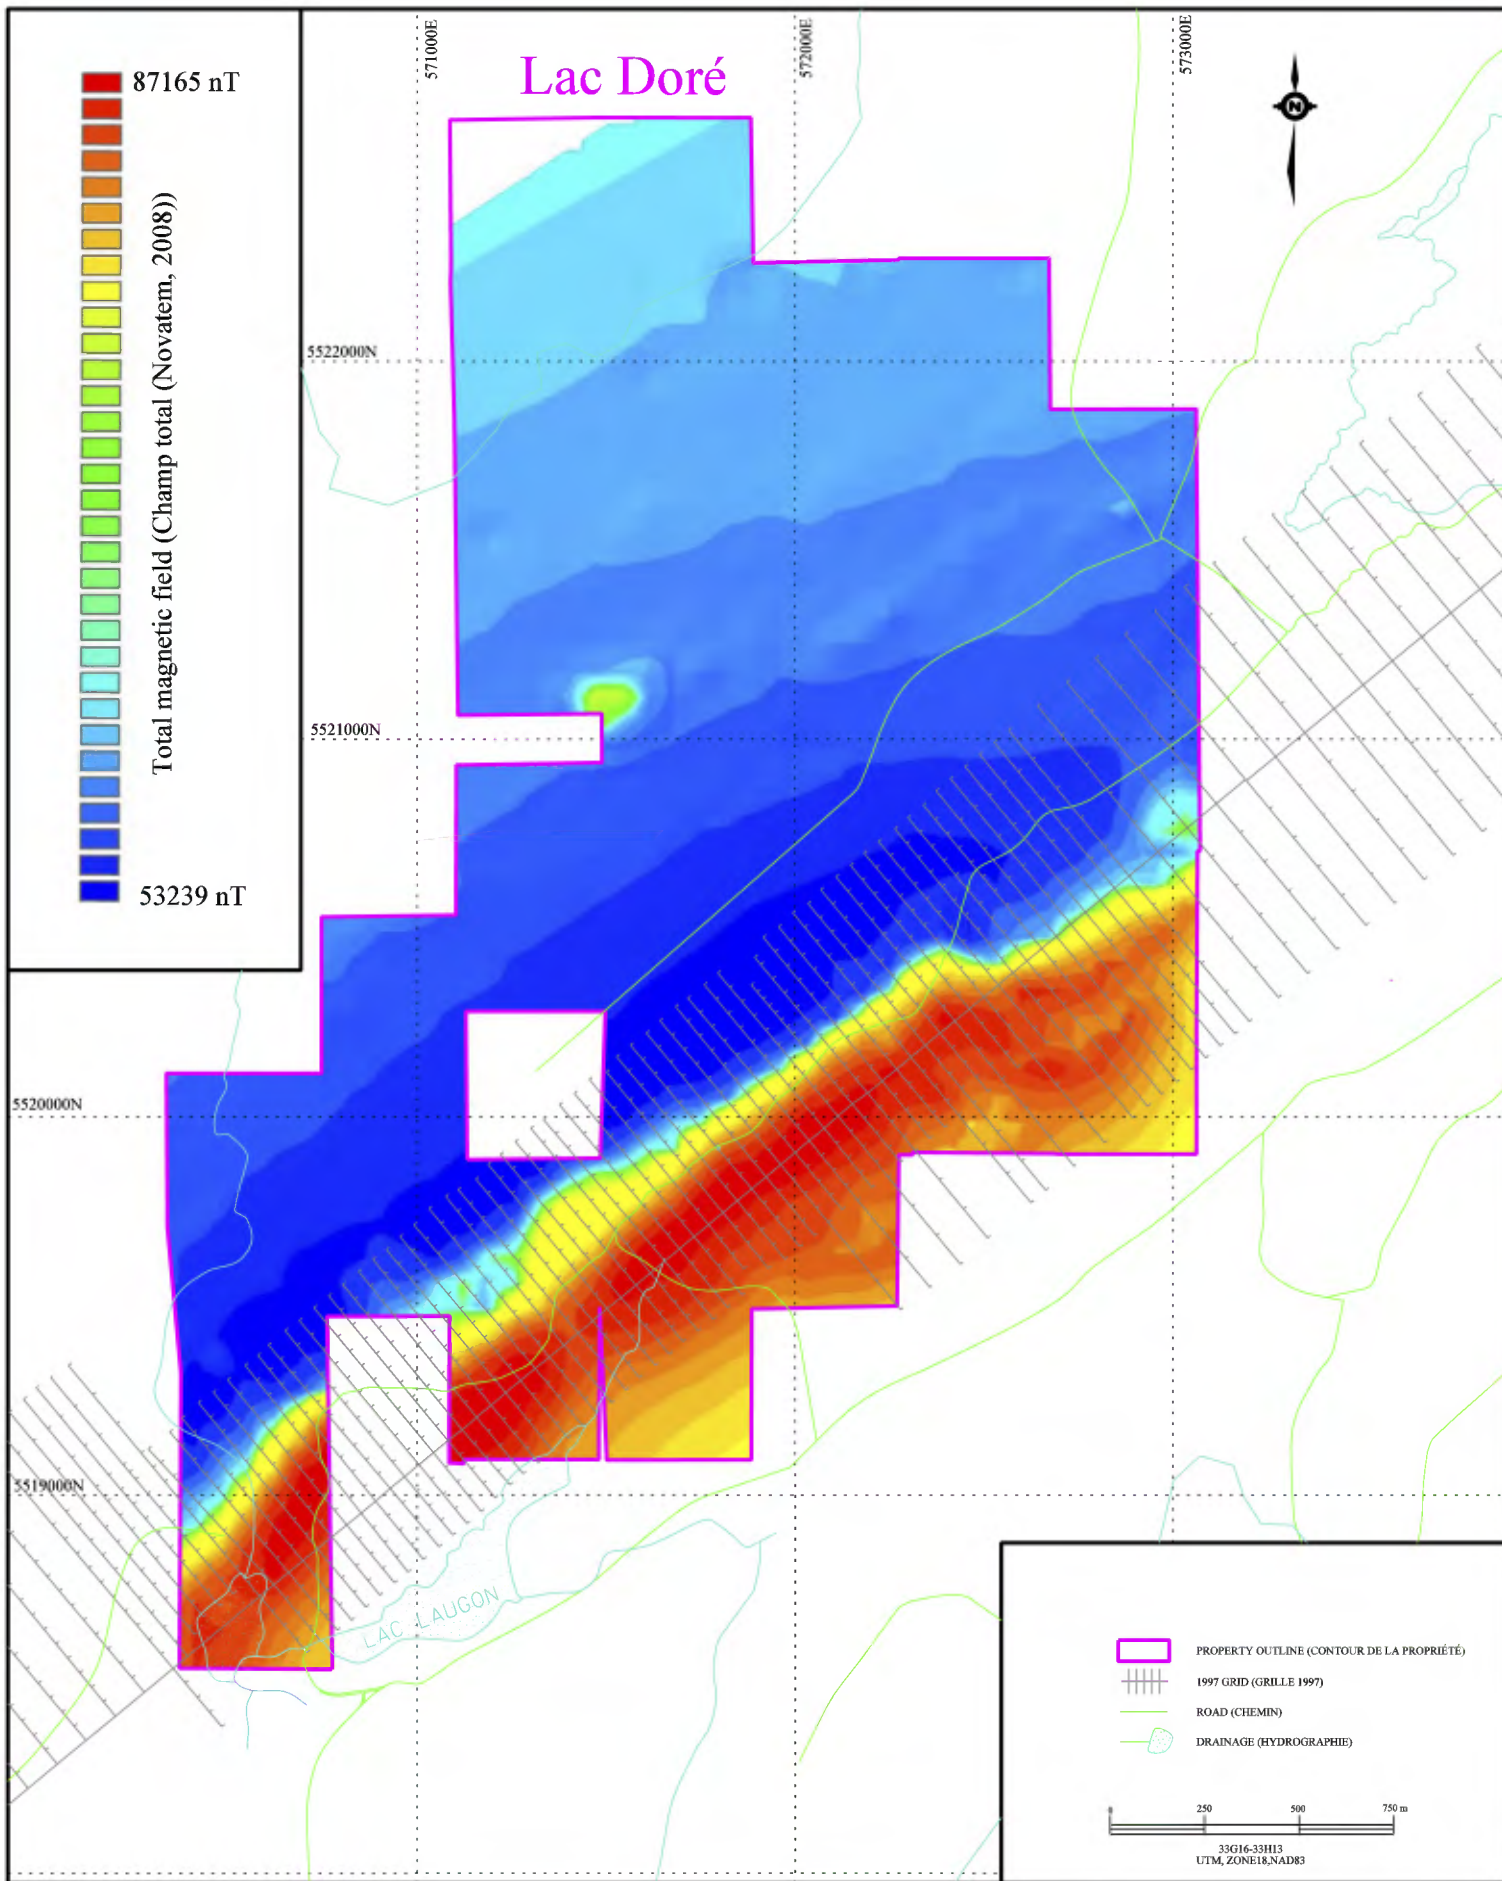 571000E
572000E
573000E
Lac Doré
N
87165 nT
Total magnetic field (Champ total (Novatem, 2008))
53239 nT
5522000N
5521000N
5520000N
5519000N
LAC LAUGON
PROPERTY OUTLINE (CONTOUR DE LA PROPRIÉTÉ)
1997 GRID (GRILLE 1997)
ROAD (CHEMIN)
DRAINAGE (HYDROGRAPHIE)
0 250 500 750 m
33G16-33H13
UTM, ZONE18,NAD83